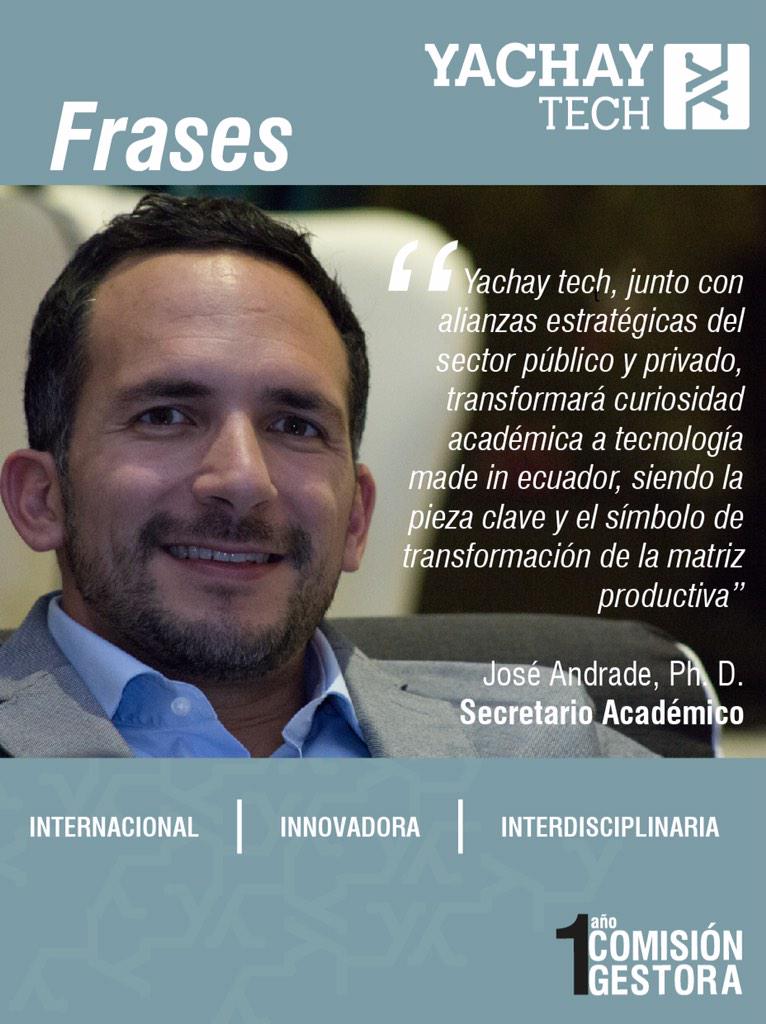 YACHAY
TECH
Frases
“Yachay tech, junto con
alianzas estratégicas del
sector público y privado,
transformará curiosidad
académica a tecnología
made in ecuador, siendo la
pieza clave y el símbolo de
transformación de la matriz
productiva”
José Andrade, Ph. D.
Secretario Académico
INTERNACIONAL | INNOVADORA | INTERDISCIPLINARIA
1 año
COMISIÓN
GESTORA